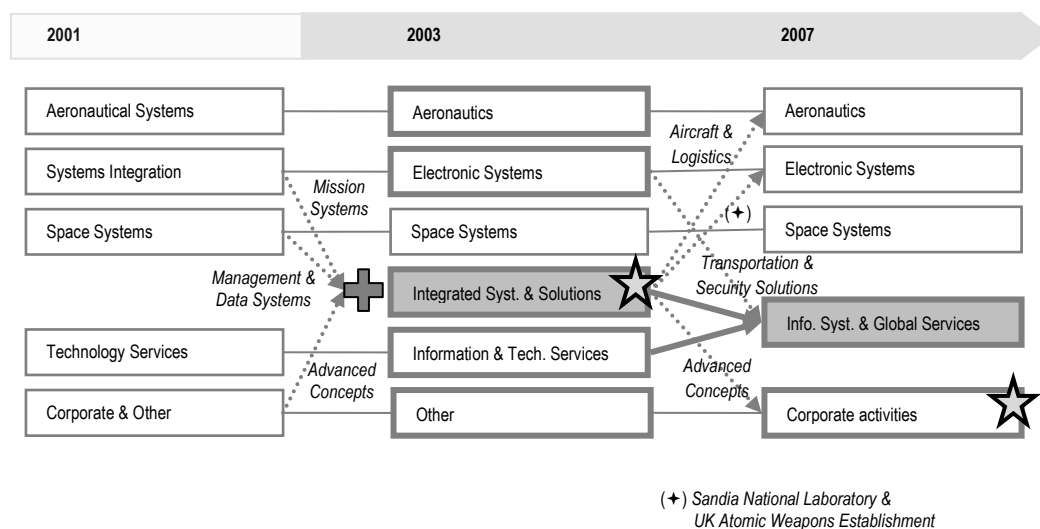 2001
2003
2007
Aeronautical Systems
Aeronautics
Aeronautics
Aircraft &
Logistics
Systems Integration
Electronic Systems
Electronic Systems
Mission
Systems
(✦)
Space Systems
Space Systems
Space Systems
Management &
Data Systems
Integrated Syst. & Solutions
Transportation &
Security Solutions
Info. Syst. & Global Services
Technology Services
Information & Tech. Services
Advanced
Concepts
Advanced
Concepts
Corporate & Other
Other
Corporate activities
(✦) Sandia National Laboratory &
UK Atomic Weapons Establishment